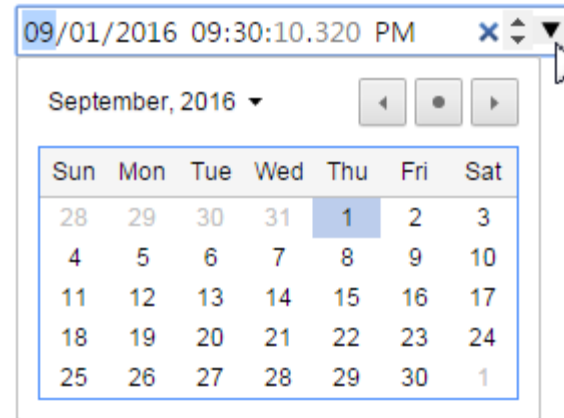 09/01/2016 09:30:10.320 PM
September, 2016
Sun Mon Tue Wed Thu Fri Sat
28 29 30 31 1 2 3
4 5 6 7 8 9 10
11 12 13 14 15 16 17
18 19 20 21 22 23 24
25 26 27 28 29 30 1